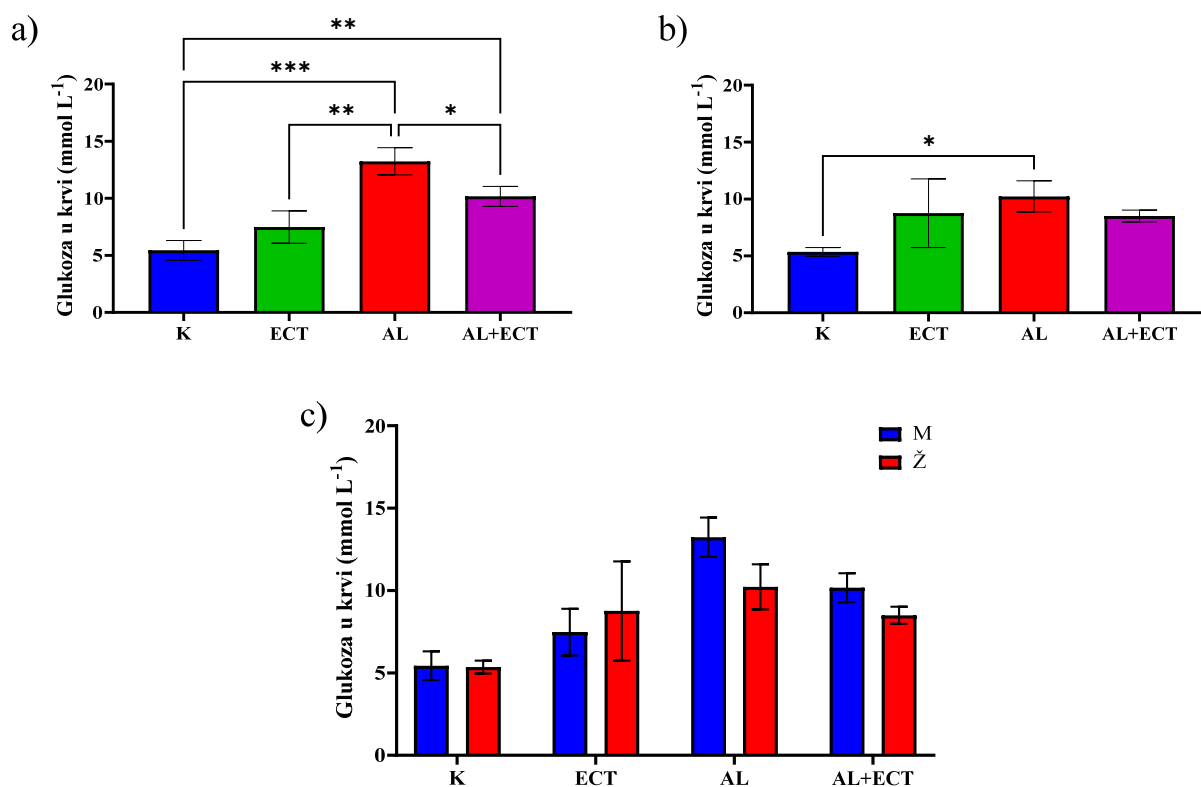 a)
**
***
**
*
Glukoza u krvi (mmol L⁻¹)
20
15
10
5
0
K
ECT
AL
AL+ECT
b)
*
Glukoza u krvi (mmol L⁻¹)
20
15
10
5
0
K
ECT
AL
AL+ECT
c)
M
Ž
Glukoza u krvi (mmol L⁻¹)
20
15
10
5
0
K
ECT
AL
AL+ECT